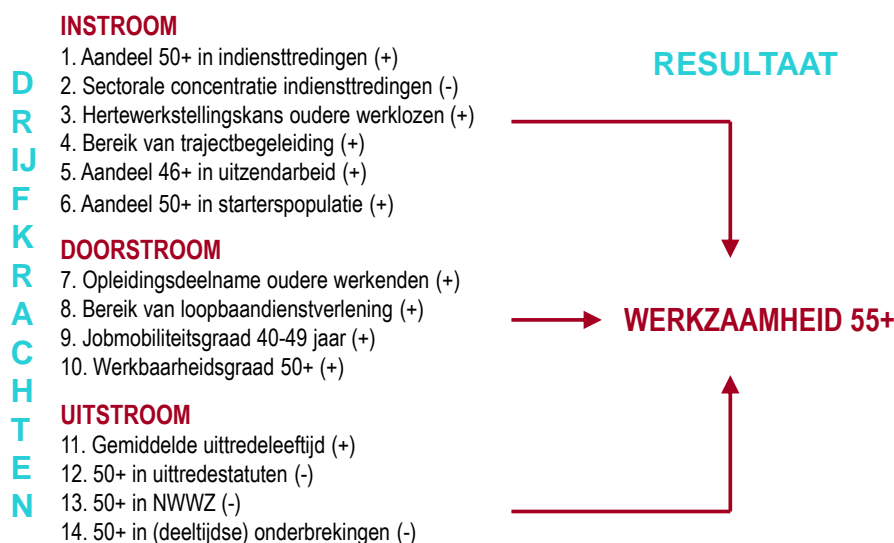 DRIJFKRACHTEN
INSTROOM
1. Aandeel 50+ in indiensttredingen (+)
2. Sectorale concentratie indiensttredingen (-)
3. Hertewerkstellingskans oudere werklozen (+)
4. Bereik van trajectbegeleiding (+)
5. Aandeel 46+ in uitzendarbeid (+)
6. Aandeel 50+ in starterspopulatie (+)
DOORSTROOM
7. Opleidingsdeelname oudere werkenden (+)
8. Bereik van loopbaandienstverlening (+)
9. Jobmobiliteitsgraad 40-49 jaar (+)
10. Werkbaarheidsgraad 50+ (+)
UITSTROOM
11. Gemiddelde uittredeleeftijd (+)
12. 50+ in uittredestatuten (-)
13. 50+ in NWWZ (-)
14. 50+ in (deeltijdse) onderbrekingen (-)
RESULTAAT
WERKZAAMHEID 55+